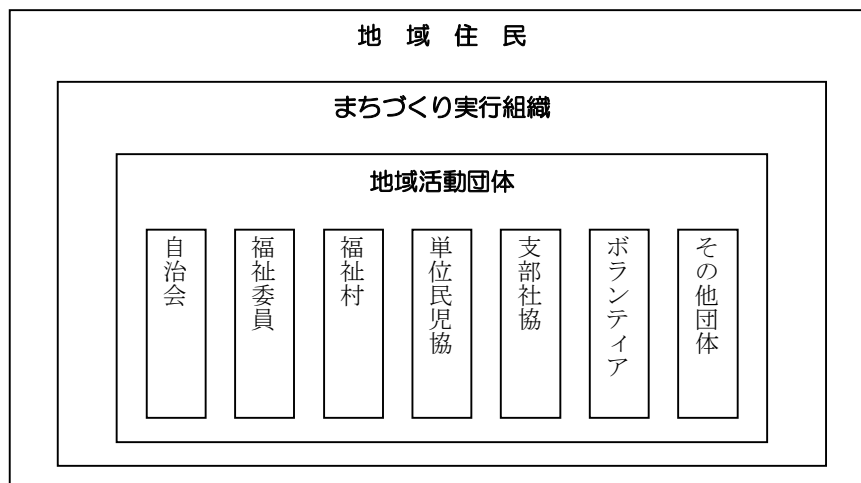 地域住民
まちづくり実行組織
地域活動団体
自治会
福祉委員
福祉村
単位民児協
支部社協
ボランティア
その他団体